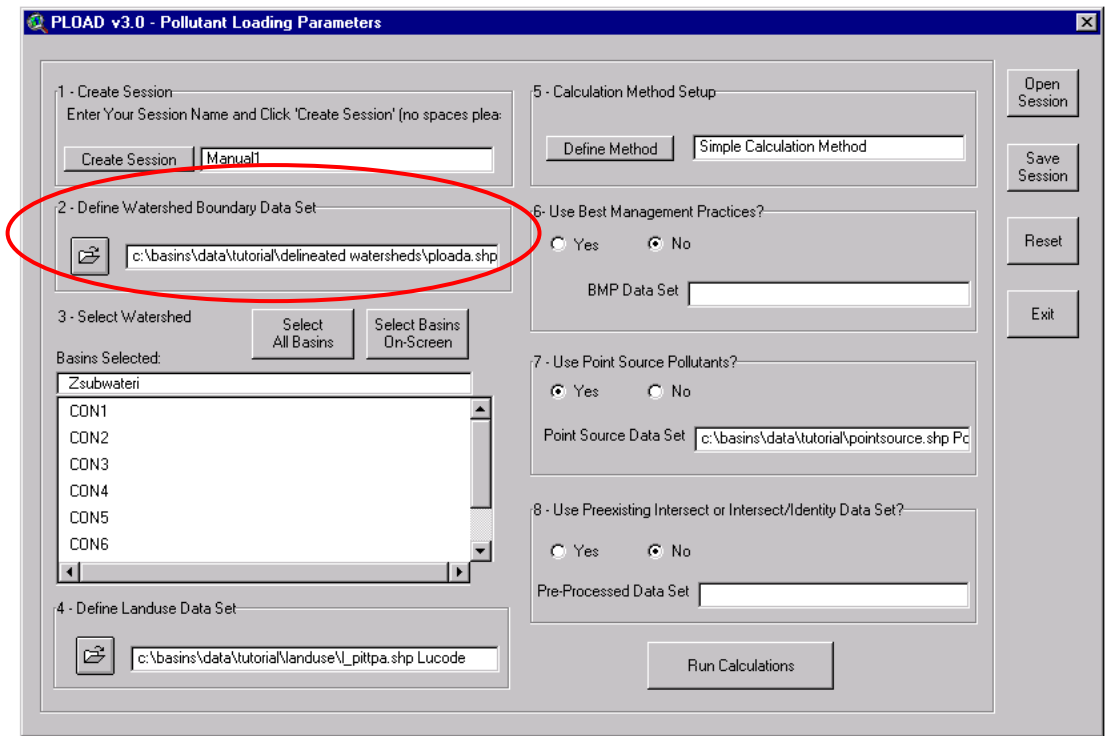 PLOAD v3.0 - Pollutant Loading Parameters
1 - Create Session
Enter Your Session Name and Click 'Create Session' (no spaces plea:
Create Session
Manual1
2 - Define Watershed Boundary Data Set
c:\basins\data\tutorial\delineated watersheds\ploada.shp
3 - Select Watershed
Select
All Basins
Select Basins
On-Screen
Basins Selected:
Zsubwateri
CON1
CON2
CON3
CON4
CON5
CON6
4 - Define Landuse Data Set
c:\basins\data\tutorial\landuse\l_pittpa.shp Lucode
5 - Calculation Method Setup
Define Method
Simple Calculation Method
6- Use Best Management Practices?
Yes
No
BMP Data Set
7 - Use Point Source Pollutants?
Yes
No
Point Source Data Set
c:\basins\data\tutorial\pointsource.shp Pc
8 - Use Preexisting Intersect or Intersect/Identity Data Set?
Yes
No
Pre-Processed Data Set
Run Calculations
Open
Session
Save
Session
Reset
Exit